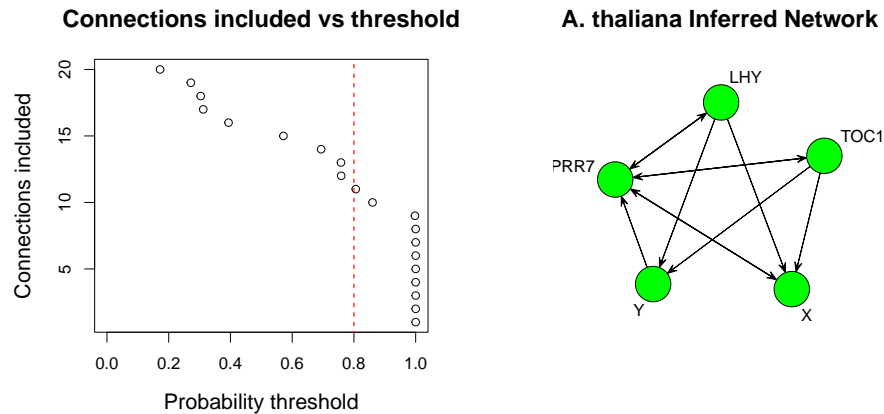 Connections included vs threshold
Connections included
20
15
10
5
0.0 0.2 0.4 0.6 0.8 1.0
Probability threshold
A. thaliana Inferred Network
LHY
TOC1
PRR7
Y
X